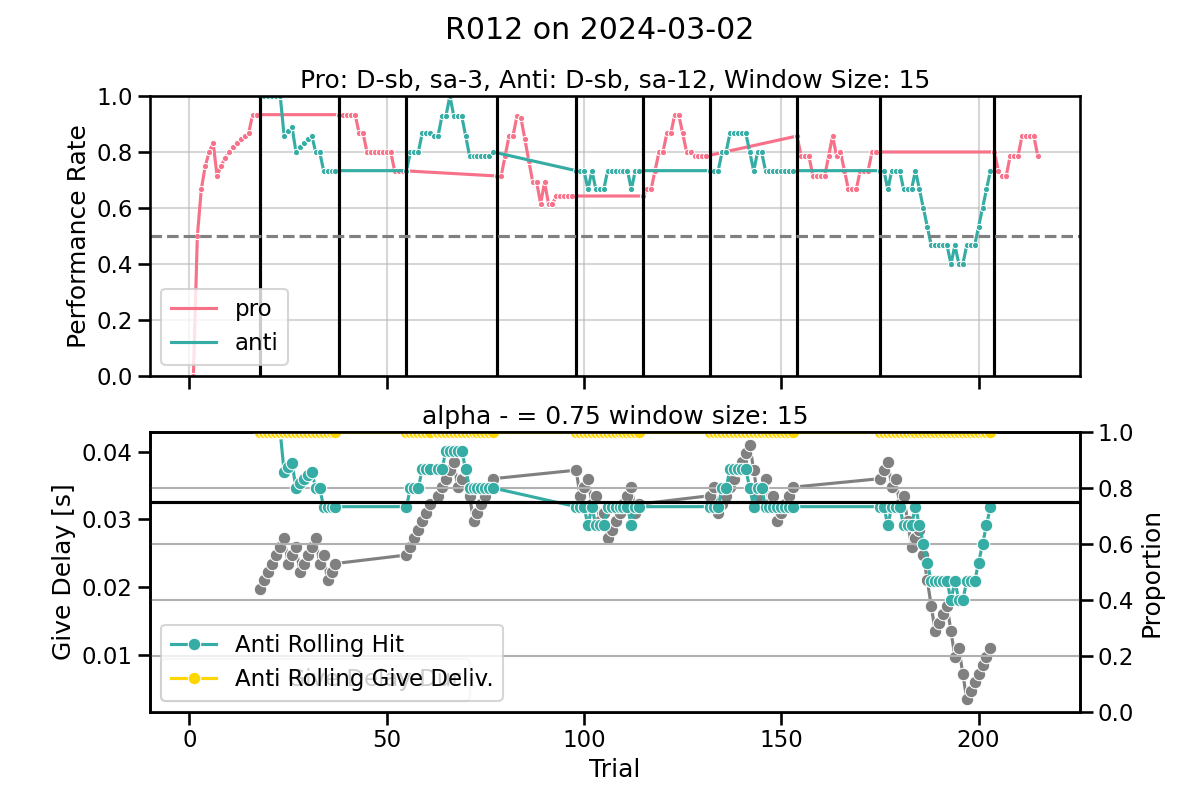 R012 on 2024-03-02
Pro: D-sb, sa-3, Anti: D-sb, sa-12, Window Size: 15
Performance Rate
1.0
0.8
0.6
0.4
0.2
0.0
pro
anti
alpha - = 0.75 window size: 15
Give Delay [s]
0.04
0.03
0.02
0.01
Anti Rolling Hit
Anti Rolling Give Deliv.
1.0
0.8
0.6
0.4
0.2
0.0
Proportion
0
50
100
150
200
Trial